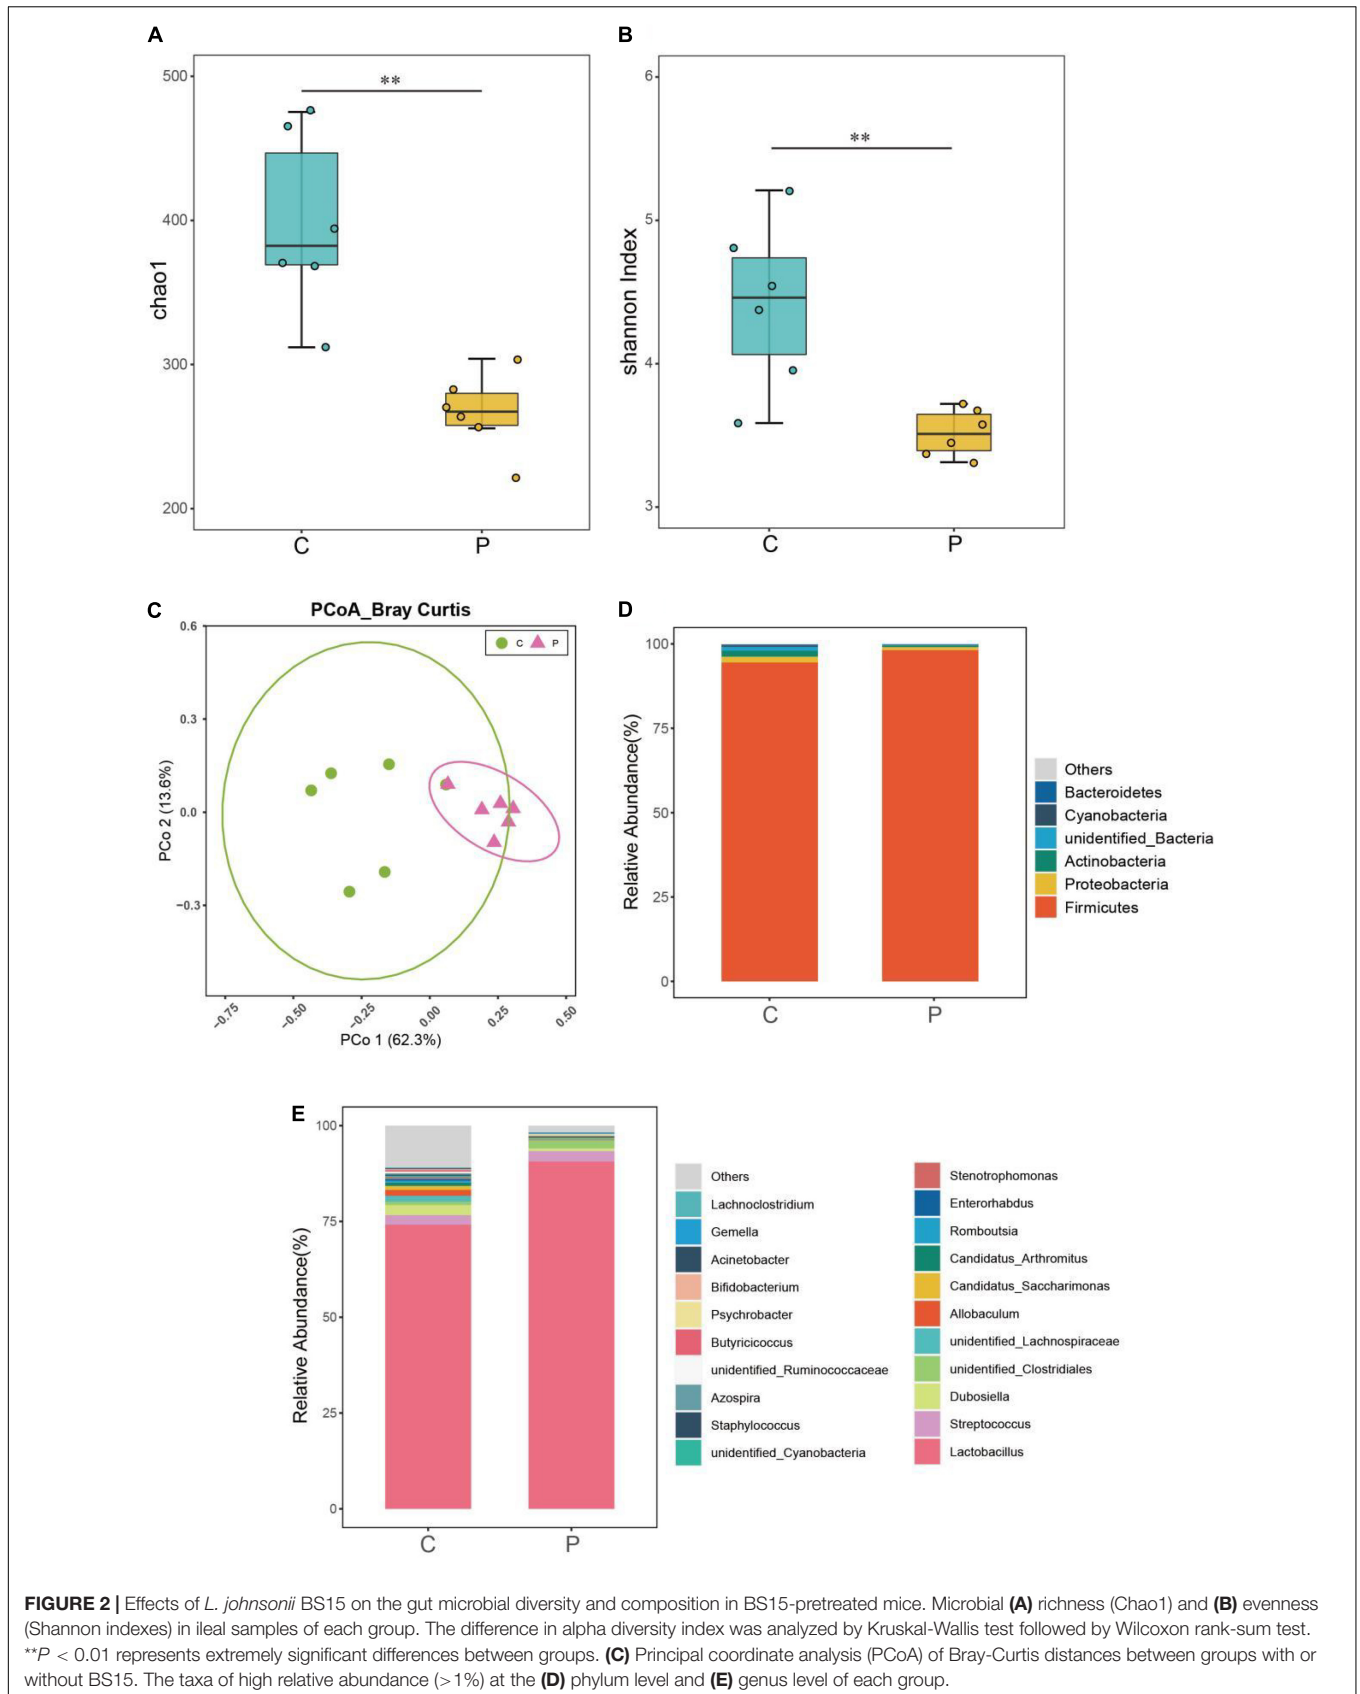 A
500
400
300
200
chao1
**
C
P
B
6
5
4
3
shannon Index
**
C
P
C
PCoA_Bray Curtis
0.6
0.3
0.0
−0.3
PCo 2 (13.6%)
C
P
−0.75
−0.50
−0.25
0.00
0.25
0.50
PCo 1 (62.3%)
D
100
75
50
25
0
Relative Abundance(%)
C
P
Others
Bacteroidetes
Cyanobacteria
unidentified_Bacteria
Actinobacteria
Proteobacteria
Firmicutes
E
100
75
50
25
0
Relative Abundance(%)
C
P
Others
Lachnoclostridium
Gemella
Acinetobacter
Bifidobacterium
Psychrobacter
Butyricicoccus
unidentified_Ruminococcaceae
Azospira
Staphylococcus
unidentified_Cyanobacteria
Stenotrophomonas
Enterorhabdus
Romboutsia
Candidatus_Arthromitus
Candidatus_Saccharimonas
Allobaculum
unidentified_Lachnospiraceae
unidentified_Clostridiales
Dubosiella
Streptococcus
Lactobacillus
FIGURE 2 | Effects of L. johnsonii BS15 on the gut microbial diversity and composition in BS15-pretreated mice. Microbial (A) richness (Chao1) and (B) evenness
(Shannon indexes) in ileal samples of each group. The difference in alpha diversity index was analyzed by Kruskal-Wallis test followed by Wilcoxon rank-sum test.
**P < 0.01 represents extremely significant differences between groups. (C) Principal coordinate analysis (PCoA) of Bray-Curtis distances between groups with or
without BS15. The taxa of high relative abundance (>1%) at the (D) phylum level and (E) genus level of each group.